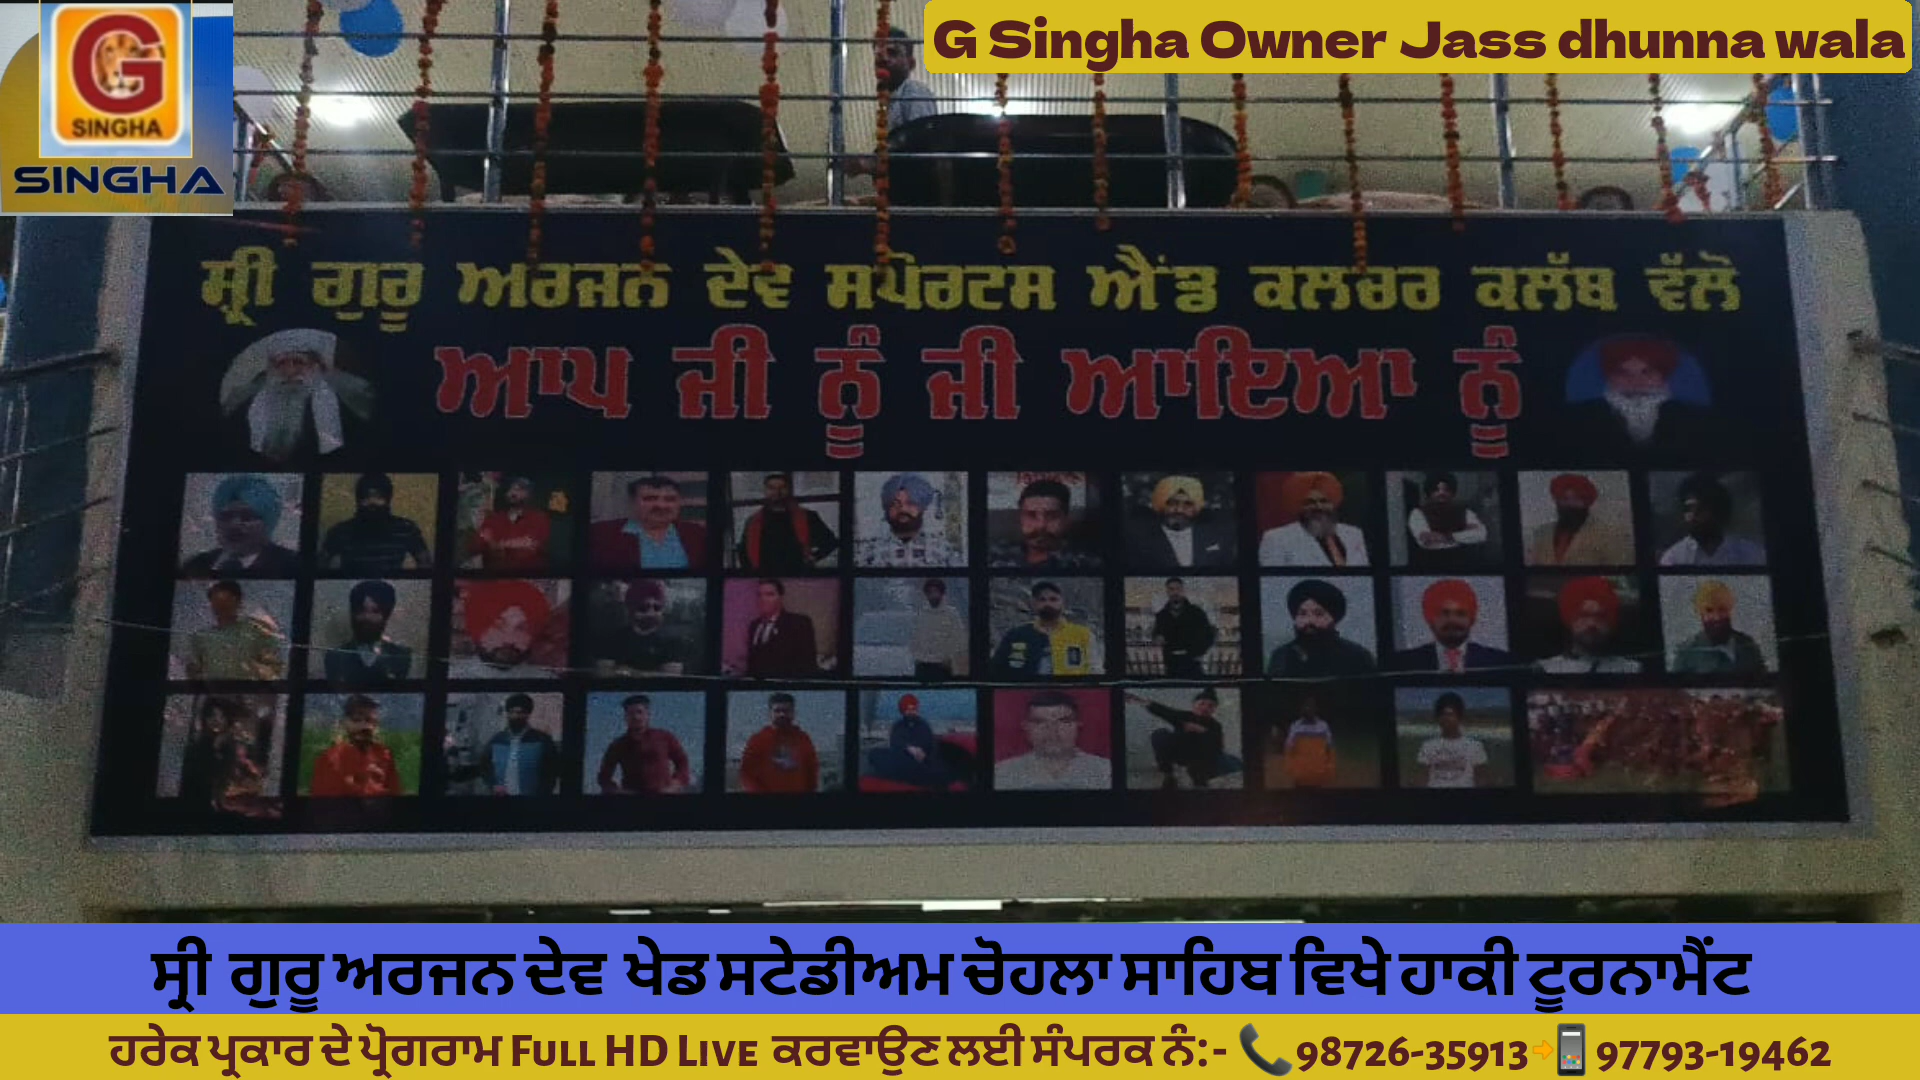 G Singha Owner Jass dhunna wala
G
SINGHA
SINGHA
ਸ਼੍ਰੀ ਗੁਰੂ ਅਰਜਨ ਦੇਵ ਸਪੋਰਟਸ ਐਂਡ ਕਲਚਰ ਕਲੱਬ ਵੱਲੋ
ਆਪ ਜੀ ਨੂੰ ਜੀ ਆਇਆ ਨੂੰ
ਸ੍ਰੀ ਗੁਰੂ ਅਰਜਨ ਦੇਵ ਖੇਡ ਸਟੇਡੀਅਮ ਚੋਹਲਾ ਸਾਹਿਬ ਵਿਖੇ ਹਾਕੀ ਟੂਰਨਾਮੈਂਟ
ਹਰੇਕ ਪ੍ਰਕਾਰ ਦੇ ਪ੍ਰੋਗਰਾਮ Full HD Live ਕਰਵਾਉਣ ਲਈ ਸੰਪਰਕ ਨੰ:- 📞98726-35913📲97793-19462